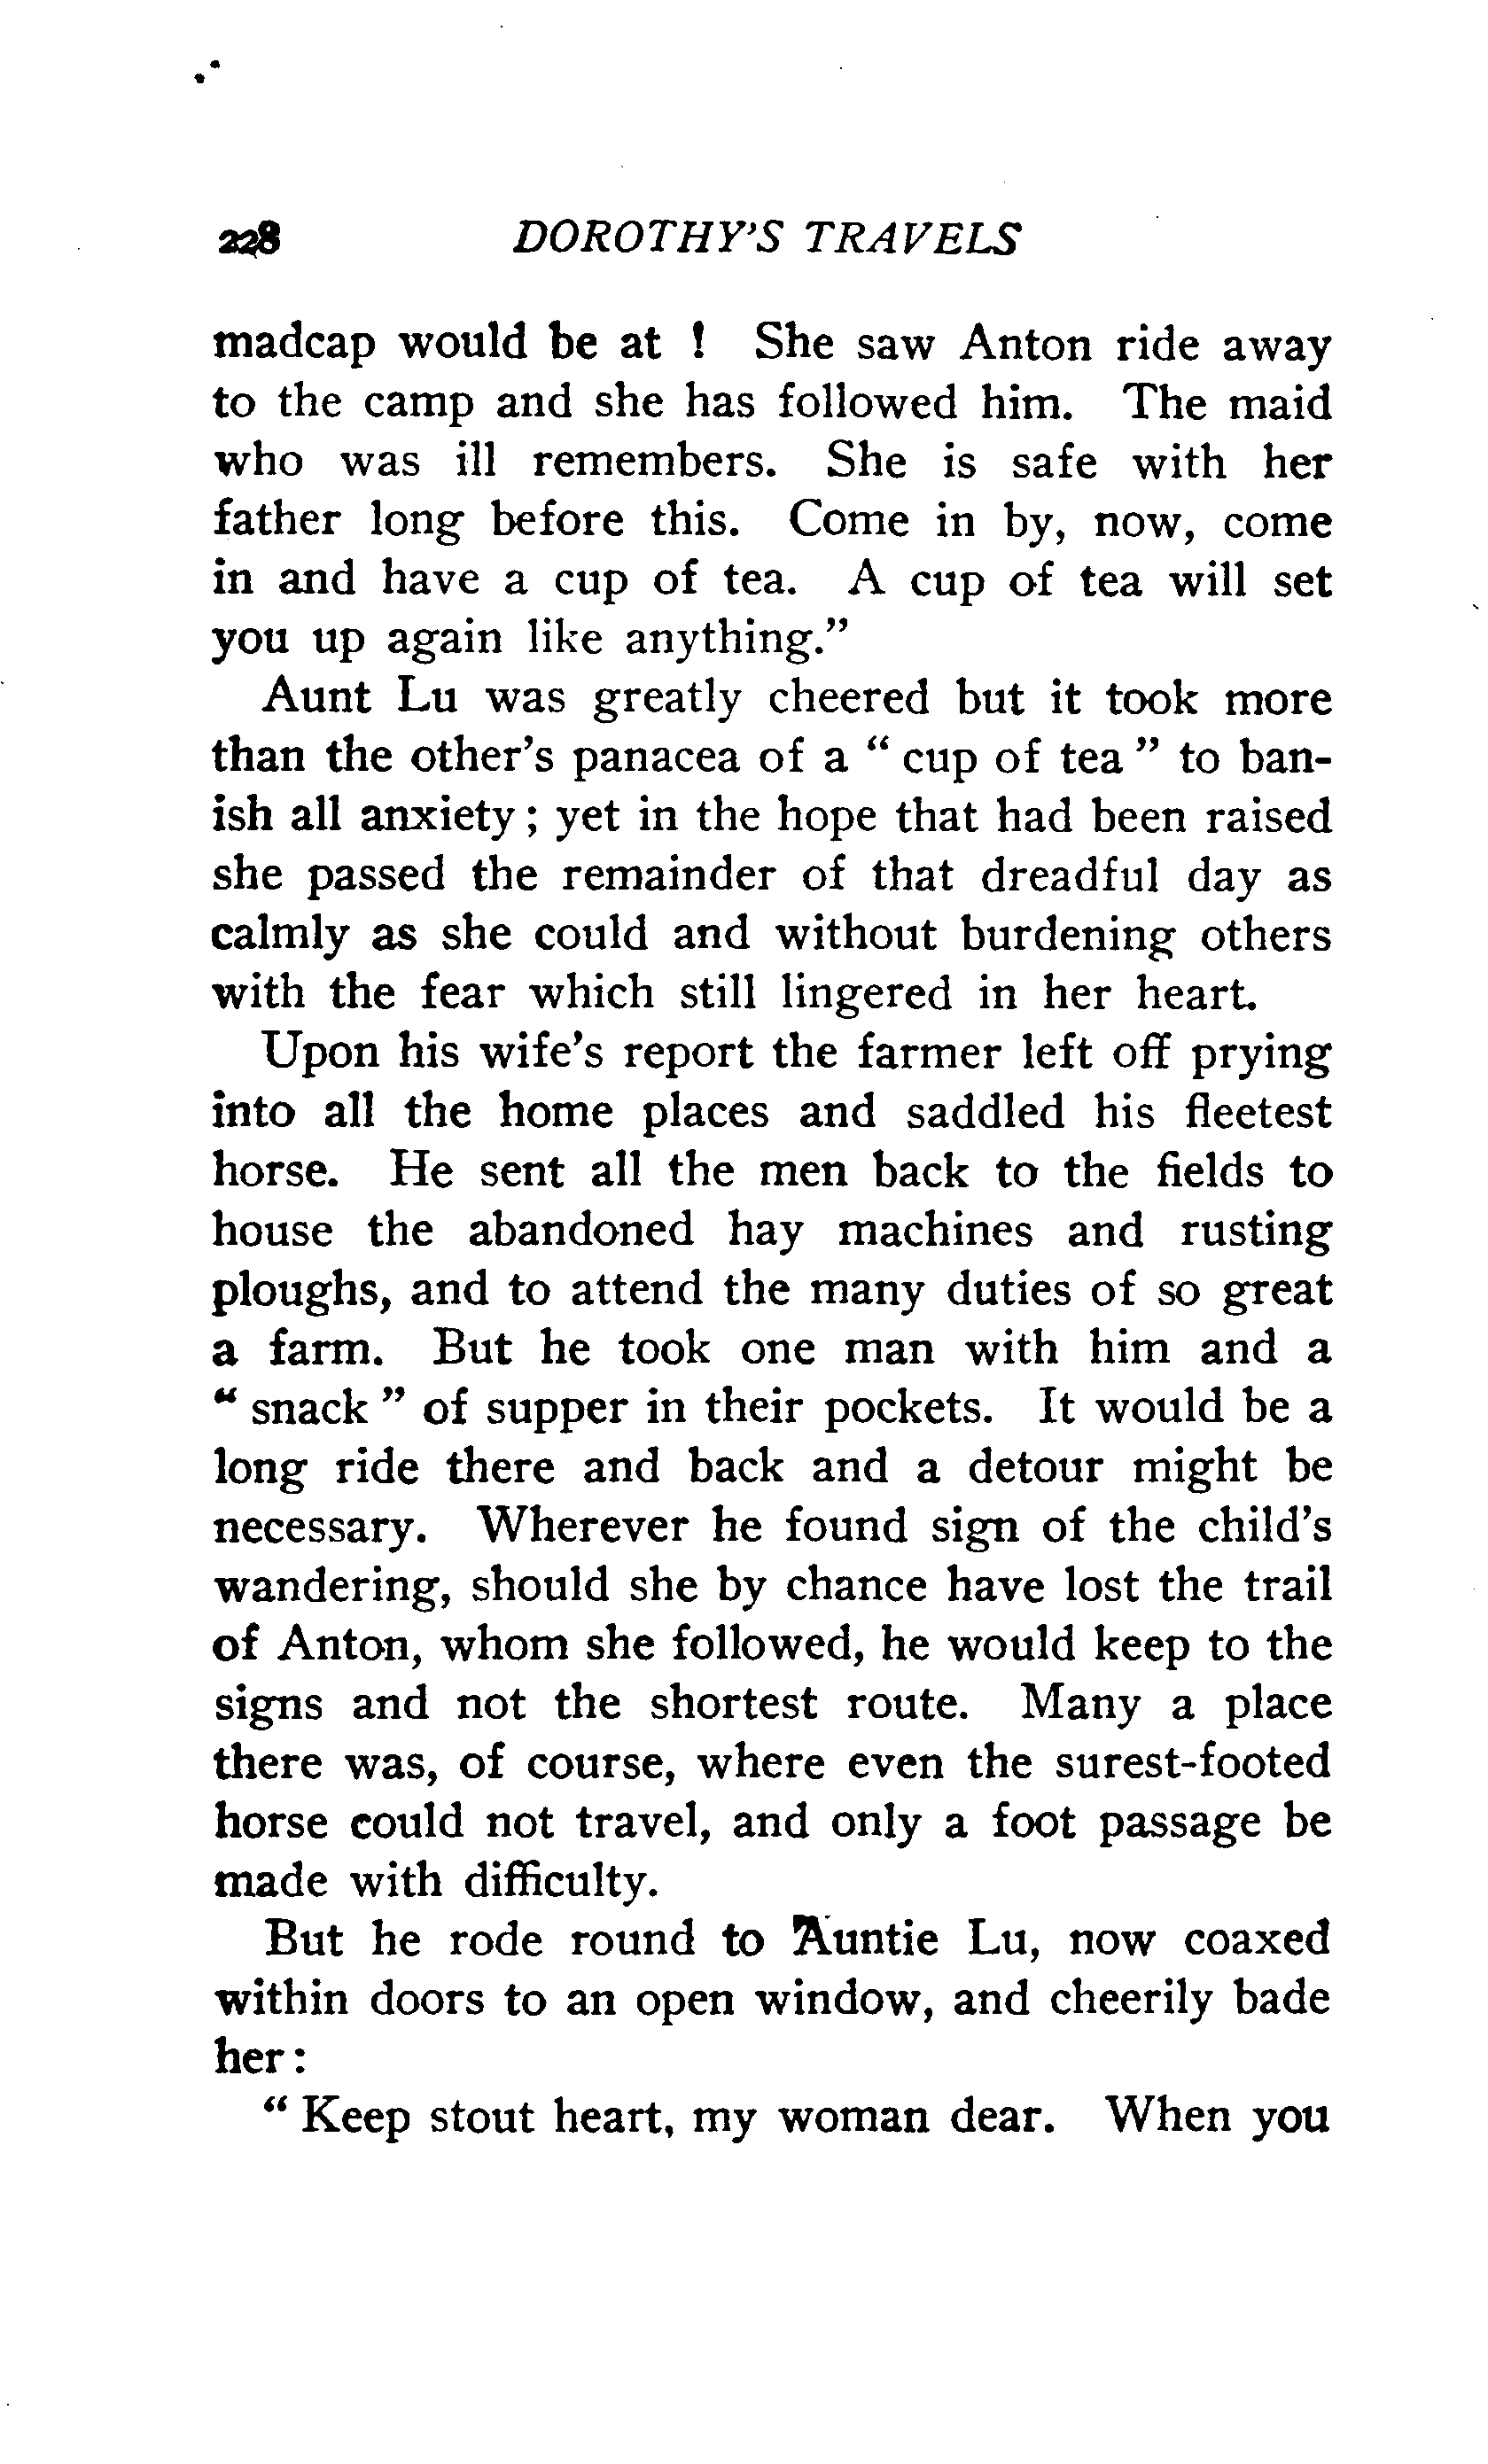 228 DOROTHY'S TRAVELS
madcap would be at ! She saw Anton ride away
to the camp and she has followed him. The maid
who was ill remembers. She is safe with her
father long before this. Come in by, now, come
in and have a cup of tea. A cup of tea will set
you up again like anything."
Aunt Lu was greatly cheered but it took more
than the other's panacea of a " cup of tea " to ban-
ish all anxiety ; yet in the hope that had been raised
she passed the remainder of that dreadful day as
calmly as she could and without burdening others
with the fear which still lingered in her heart.
Upon his wife's report the farmer left off prying
into all the home places and saddled his fleetest
horse. He sent all the men back to the fields to
house the abandoned hay machines and rusting
ploughs, and to attend the many duties of so great
a farm. But he took one man with him and a
" snack " of supper in their pockets. It would be a
long ride there and back and a detour might be
necessary. Wherever he found sign of the child's
wandering, should she by chance have lost the trail
of Anton, whom she followed, he would keep to the
signs and not the shortest route. Many a place
there was, of course, where even the surest-footed
horse could not travel, and only a foot passage be
made with difficulty.
But he rode round to Auntie Lu, now coaxed
within doors to an open window, and cheerily bade
her :
" Keep stout heart, my woman dear. When you